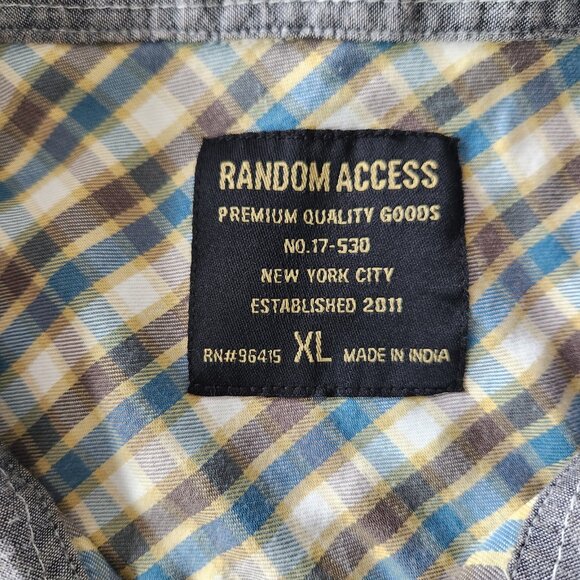 RANDOM ACCESS
PREMIUM QUALITY GOODS
NO.17-530
NEW YORK CITY
ESTABLISHED 2011
RN#96415 XL MADE IN INDIA